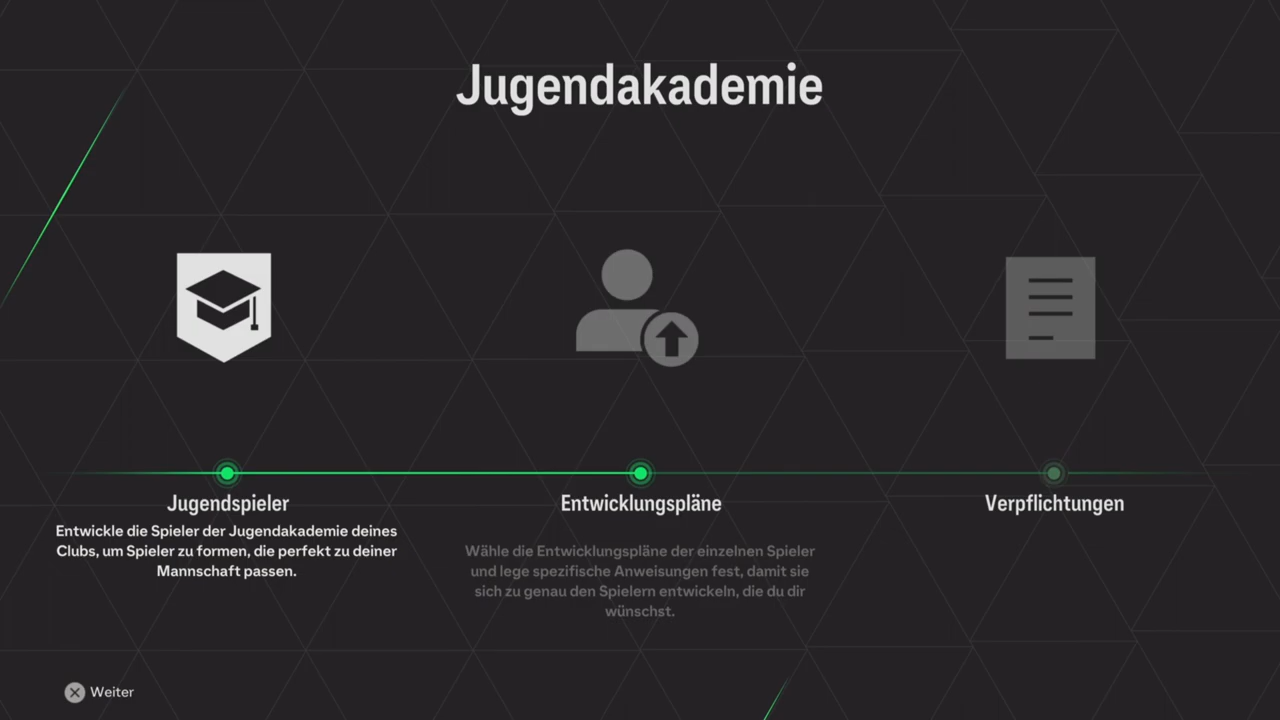 Jugendakademie
Jugendspieler
Entwickle die Spieler der Jugendakademie deines
Clubs, um Spieler zu formen, die perfekt zu deiner
Mannschaft passen.
Entwicklungspläne
Wähle die Entwicklungspläne der einzelnen Spieler
und lege spezifische Anweisungen fest, damit sie
sich zu genau den Spielern entwickeln, die du dir
wünschst.
Verpflichtungen
Weiter